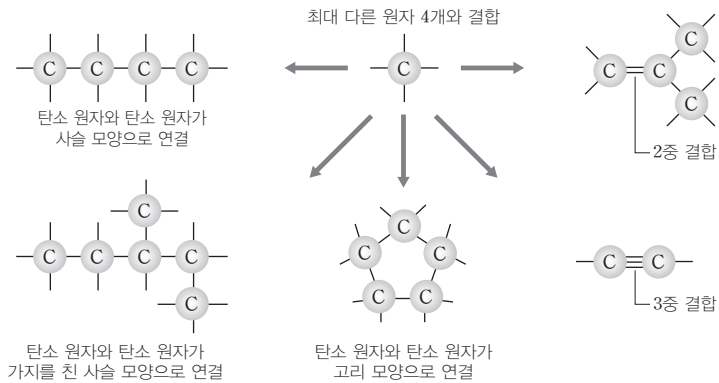 최대 다른 원자 4개와 결합
C C C C
탄소 원자와 탄소 원자가
사슬 모양으로 연결
C
C C
C
C
2중 결합
C
C C C C
C
탄소 원자와 탄소 원자가
가지를 친 사슬 모양으로 연결
C
C C
C C
탄소 원자와 탄소 원자가
고리 모양으로 연결
C C
3중 결합